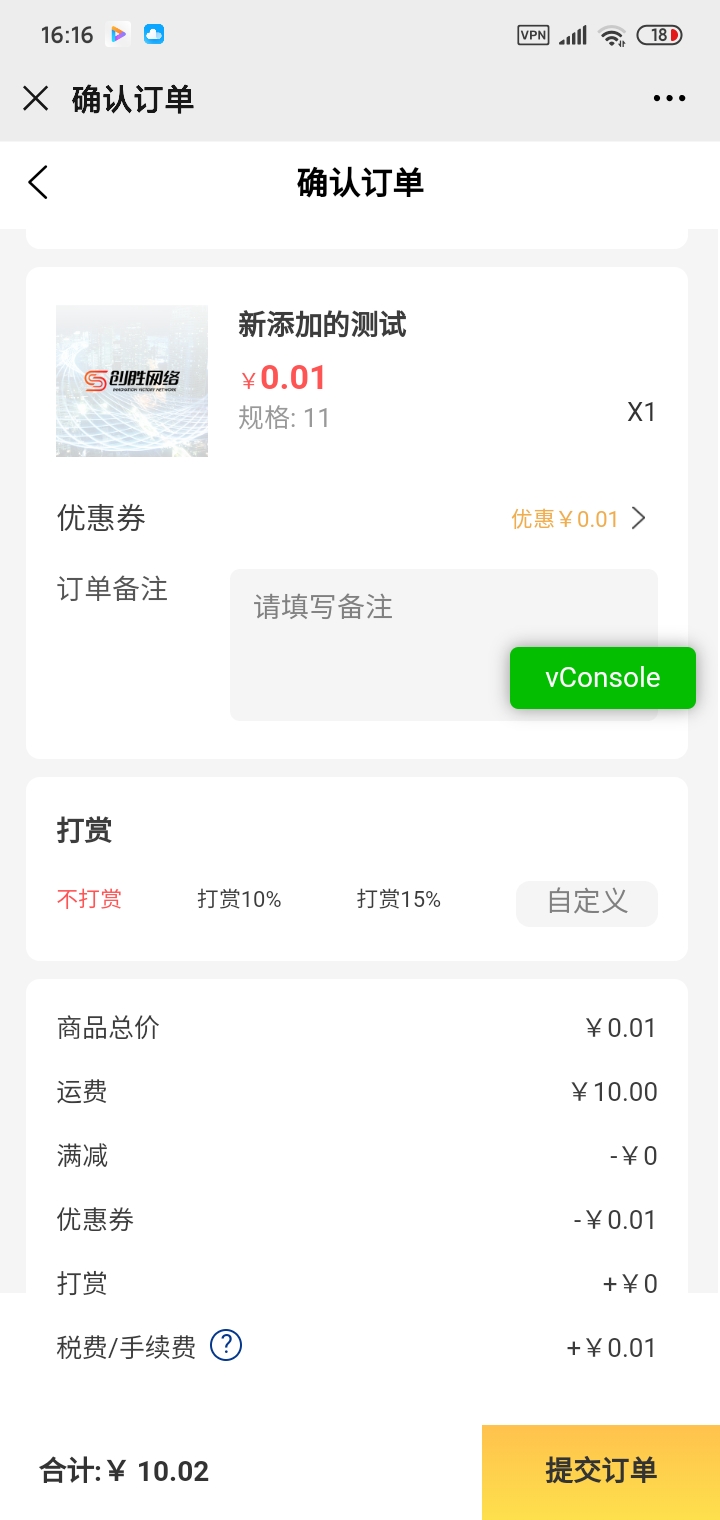 16:16 VPN 18
确认订单
确认订单
新添加的测试
¥0.01
规格: 11
X1
创胜网络
INNOVATION VICTORY NETWORK
优惠券 优惠¥0.01
订单备注 请填写备注
vConsole
打赏
不打赏 打赏10% 打赏15% 自定义
商品总价 ¥0.01
运费 ¥10.00
满减 -¥0
优惠券 -¥0.01
打赏 +¥0
税费/手续费 ? +¥0.01
合计:¥ 10.02 提交订单